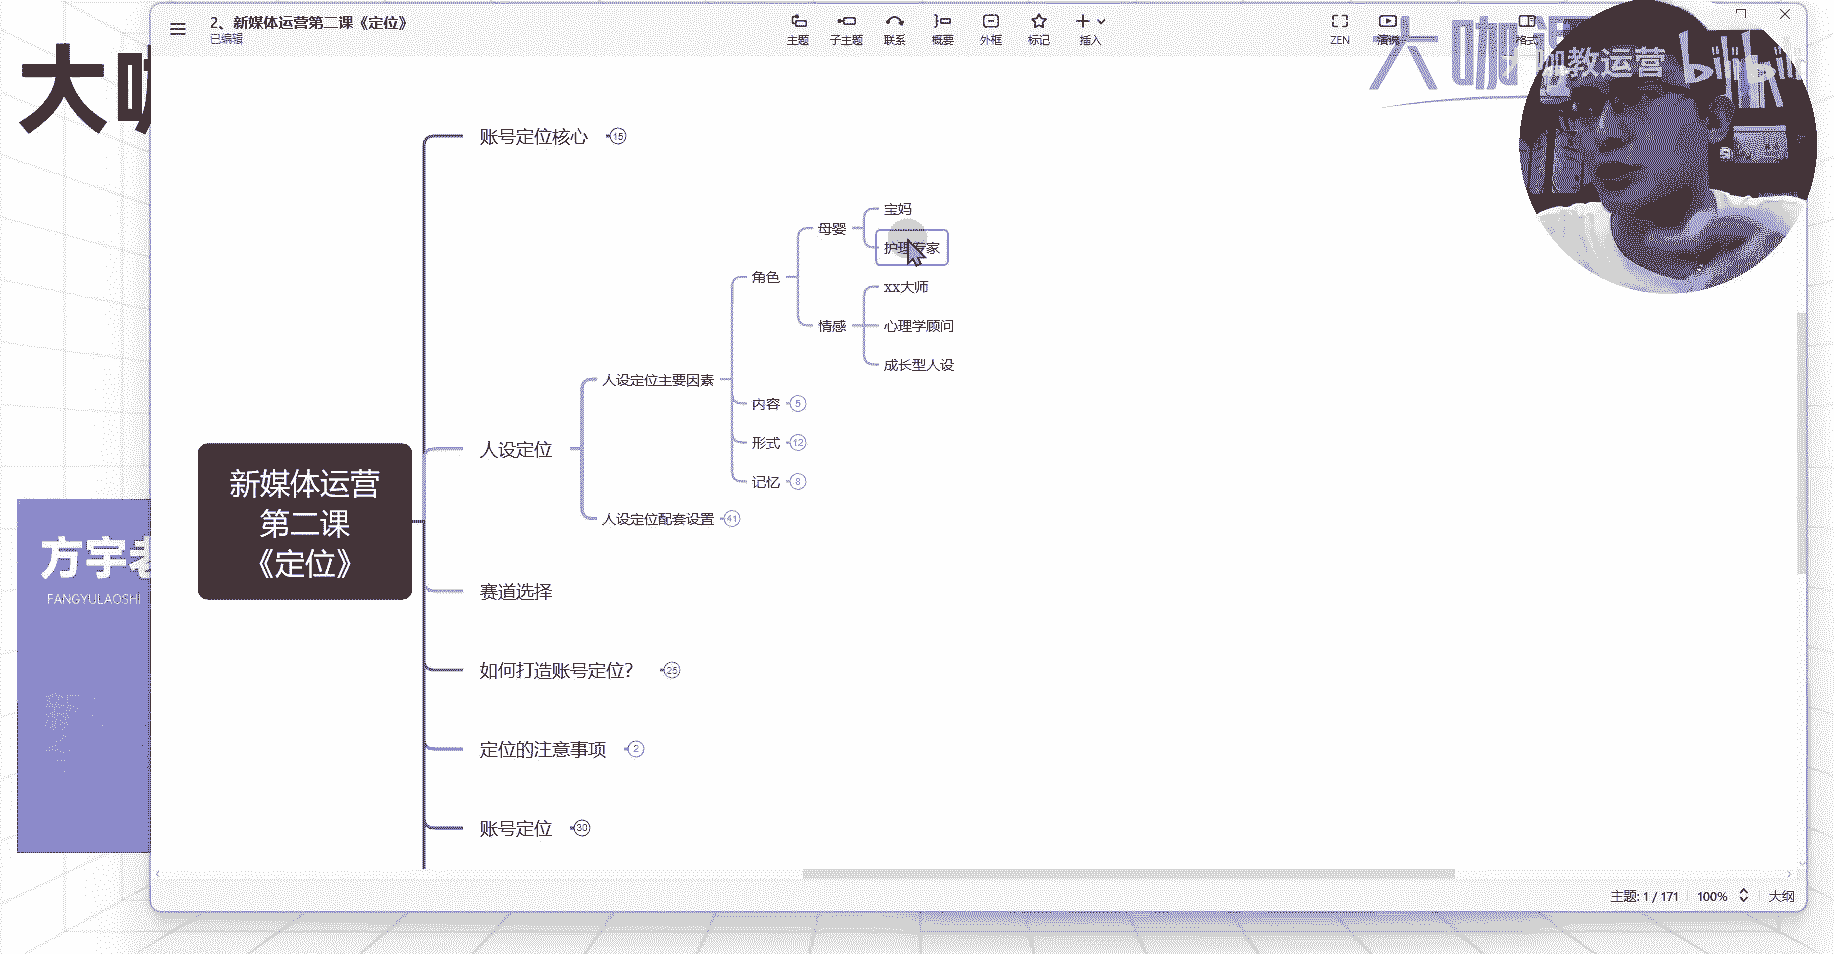 2、新媒体运营第二课《定位》
已编辑
主题
子主题
联系
概要
外框
标记
插入
ZEN
演说
格式
大咖
教运营
bilibili
大咖
账号定位核心
15
宝妈
母婴
护理专家
角色
xx大师
情感
心理学顾问
成长型人设
人设定位主要因素
内容
5
人设定位
形式
12
记忆
8
新媒体运营
第二课
《定位》
人设定位配套设置
41
方宇老
FANGYULAOSHI
赛道选择
如何打造账号定位?
25
定位的注意事项
2
账号定位
30
主题: 1 / 171
100%
大纲